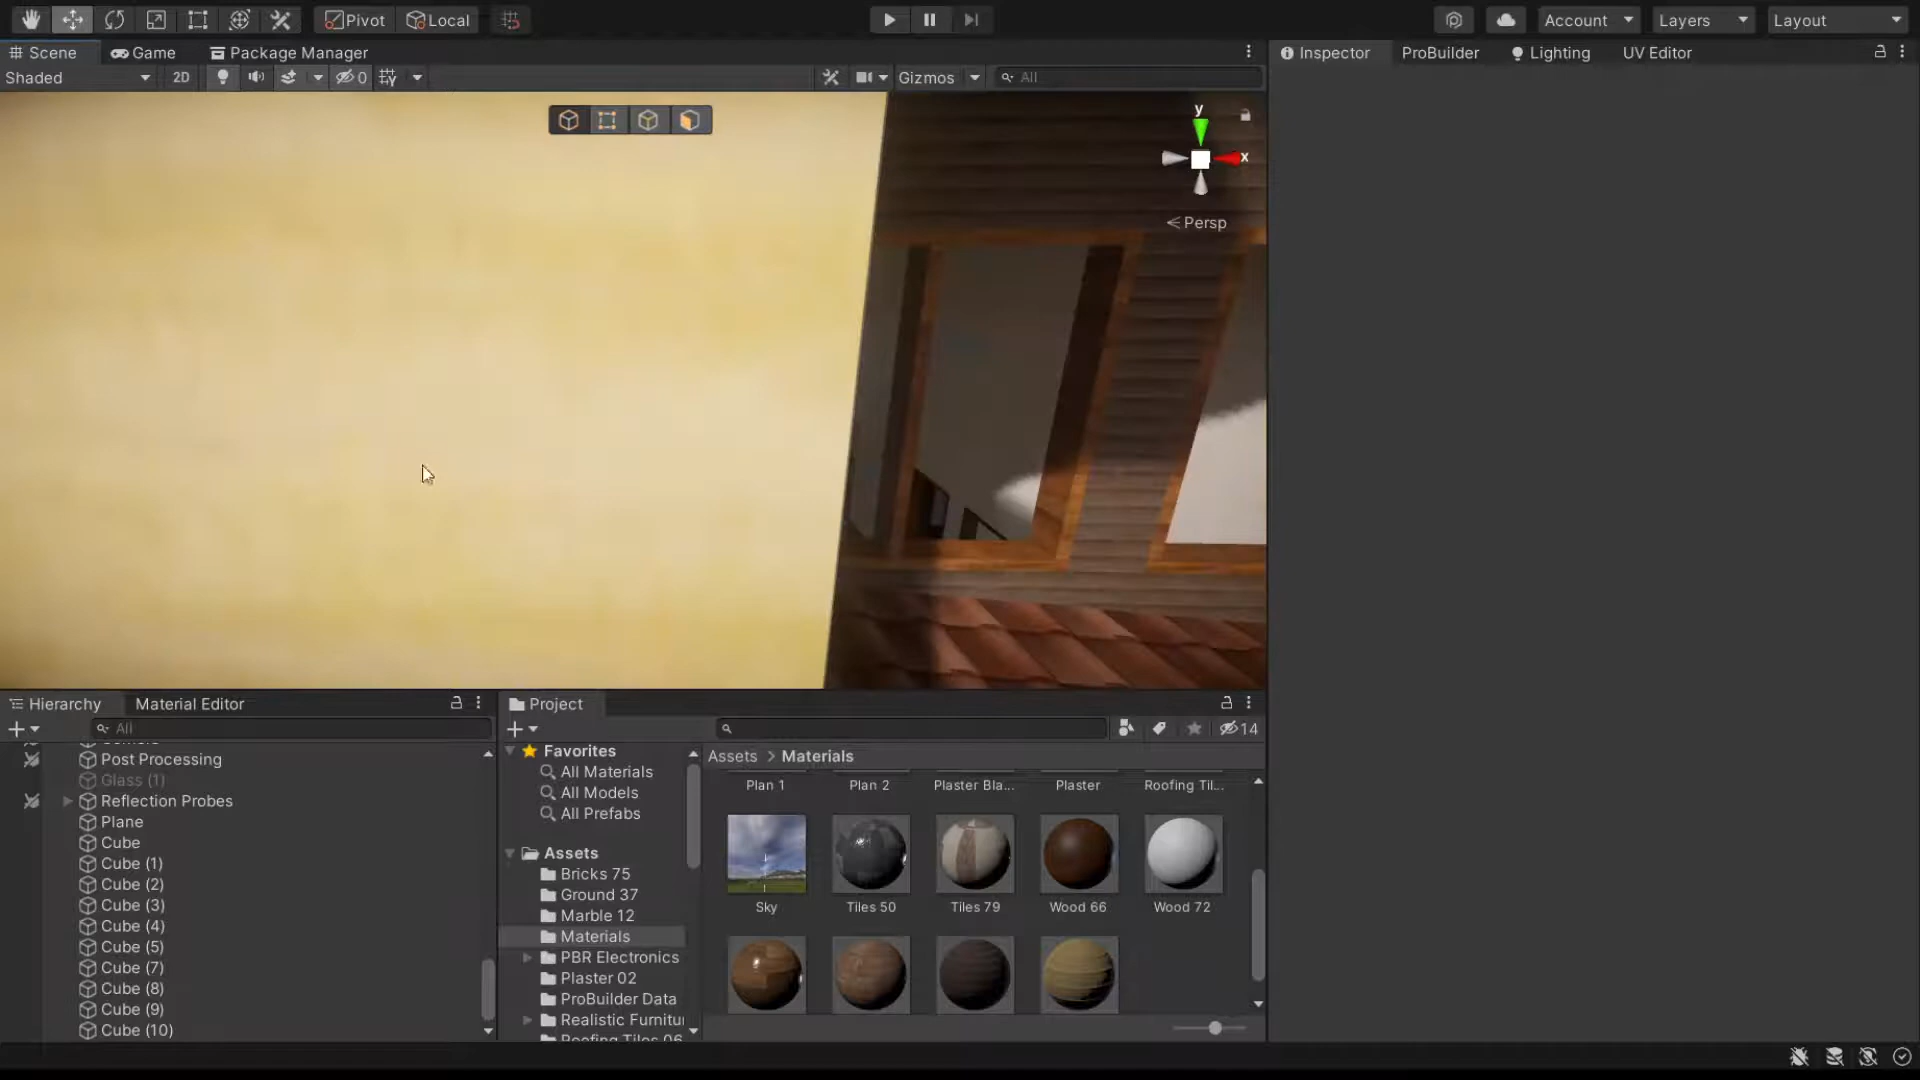 Pivot Local Account Layers Layout
Scene Game Package Manager Inspector ProBuilder Lighting UV Editor
Shaded 2D 0 Gizmos All
y
x
< Persp
Hierarchy Material Editor
All
Post Processing
Glass (1)
Reflection Probes
Plane
Cube
Cube (1)
Cube (2)
Cube (3)
Cube (4)
Cube (5)
Cube (7)
Cube (8)
Cube (9)
Cube (10)
Project
14
Favorites
All Materials
All Models
All Prefabs
Assets
Bricks 75
Ground 37
Marble 12
Materials
PBR Electronics
Plaster 02
ProBuilder Data
Realistic Furnitu
Roofing Tiles 06
Assets > Materials
Plan 1 Plan 2 Plaster Bla... Plaster Roofing Til...
Sky Tiles 50 Tiles 79 Wood 66 Wood 72